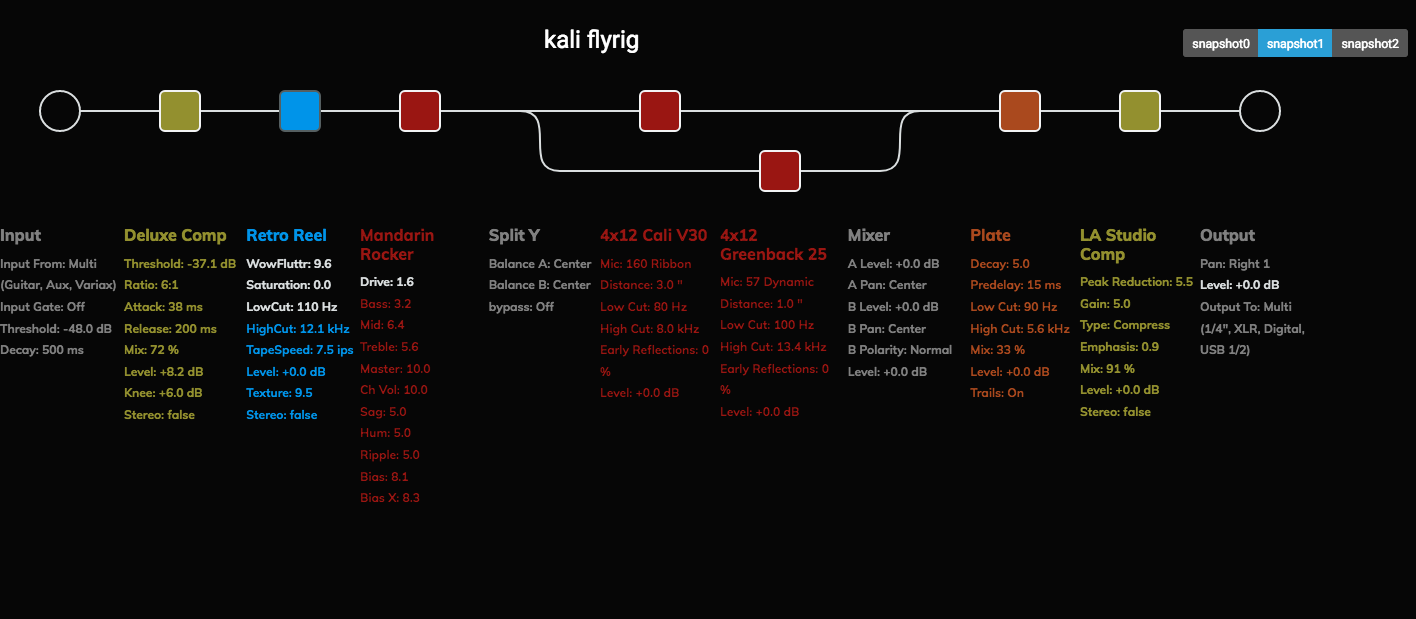 kali flyrig
snapshot0 snapshot1 snapshot2
Input
Input From: Multi
(Guitar, Aux, Variax)
Input Gate: Off
Threshold: -48.0 dB
Decay: 500 ms
Deluxe Comp
Threshold: -37.1 dB
Ratio: 6:1
Attack: 38 ms
Release: 200 ms
Mix: 72 %
Level: +8.2 dB
Knee: +6.0 dB
Stereo: false
Retro Reel
WowFluttr: 9.6
Saturation: 0.0
LowCut: 110 Hz
HighCut: 12.1 kHz
TapeSpeed: 7.5 ips
Level: +0.0 dB
Texture: 9.5
Stereo: false
Mandarin
Rocker
Drive: 1.6
Bass: 3.2
Mid: 6.4
Treble: 5.6
Master: 10.0
Ch Vol: 10.0
Sag: 5.0
Hum: 5.0
Ripple: 5.0
Bias: 8.1
Bias X: 8.3
Split Y
Balance A: Center
Balance B: Center
bypass: Off
4x12 Cali V30
Mic: 160 Ribbon
Distance: 3.0 "
Low Cut: 80 Hz
High Cut: 8.0 kHz
Early Reflections: 0
%
Level: +0.0 dB
4x12
Greenback 25
Mic: 57 Dynamic
Distance: 1.0 "
Low Cut: 100 Hz
High Cut: 13.4 kHz
Early Reflections: 0
%
Level: +0.0 dB
Mixer
A Level: +0.0 dB
A Pan: Center
B Level: +0.0 dB
B Pan: Center
B Polarity: Normal
Level: +0.0 dB
Plate
Decay: 5.0
Predelay: 15 ms
Low Cut: 90 Hz
High Cut: 5.6 kHz
Mix: 33 %
Level: +0.0 dB
Trails: On
LA Studio
Comp
Peak Reduction: 5.5
Gain: 5.0
Type: Compress
Emphasis: 0.9
Mix: 91 %
Level: +0.0 dB
Stereo: false
Output
Pan: Right 1
Level: +0.0 dB
Output To: Multi
(1/4", XLR, Digital,
USB 1/2)